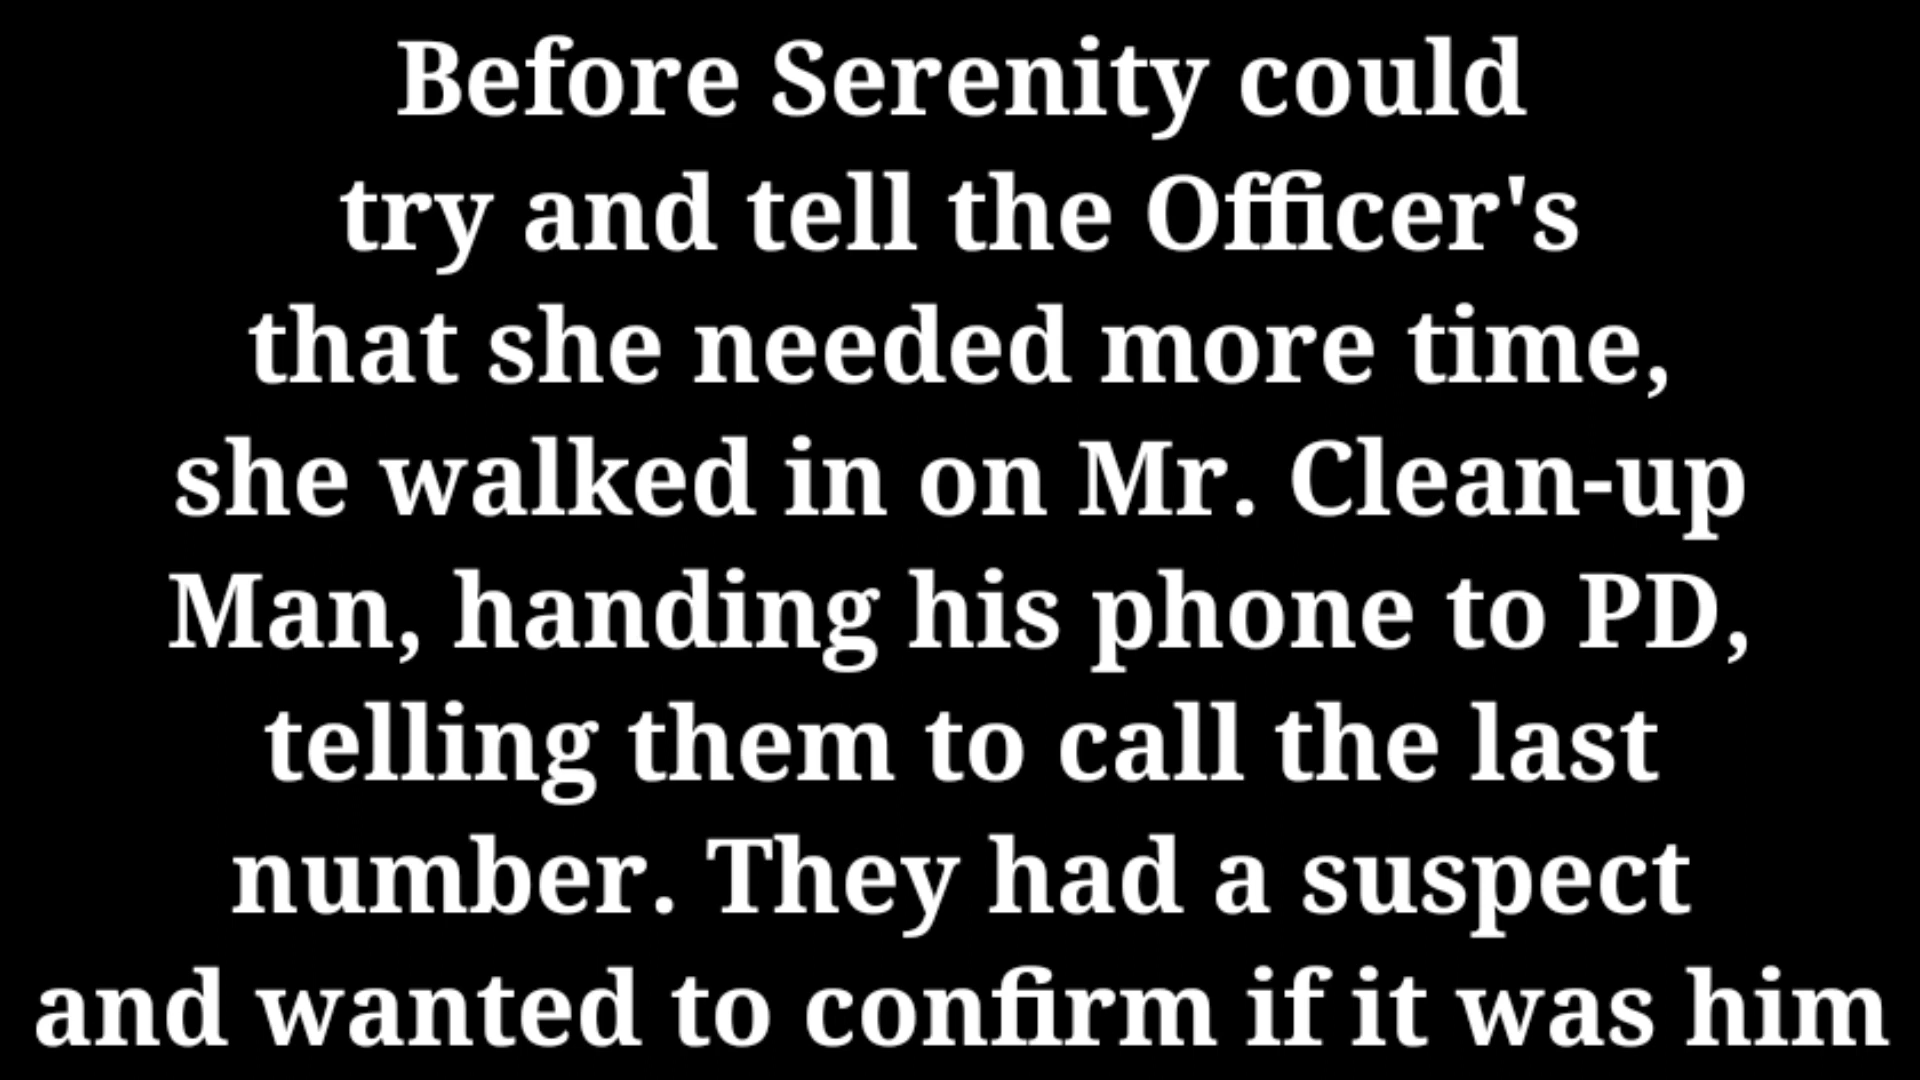 Before Serenity could
try and tell the Officer's
that she needed more time,
she walked in on Mr. Clean-up
Man, handing his phone to PD,
telling them to call the last
number. They had a suspect
and wanted to confirm if it was him